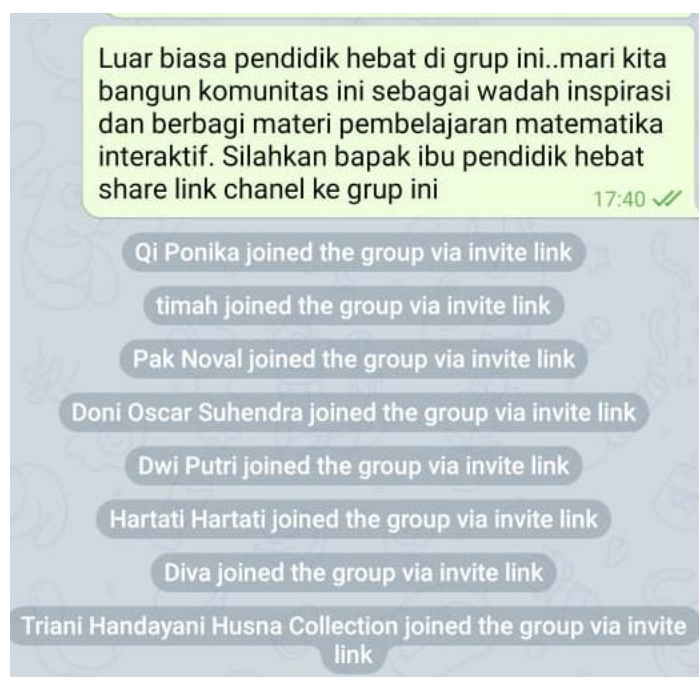 Luar biasa pendidik hebat di grup ini..mari kita
bangun komunitas ini sebagai wadah inspirasi
dan berbagi materi pembelajaran matematika
interaktif. Silahkan bapak ibu pendidik hebat
share link chanel ke grup ini
17:40
Qi Ponika joined the group via invite link
timah joined the group via invite link
Pak Noval joined the group via invite link
Doni Oscar Suhendra joined the group via invite link
Dwi Putri joined the group via invite link
Hartati Hartati joined the group via invite link
Diva joined the group via invite link
Triani Handayani Husna Collection joined the group via invite
link